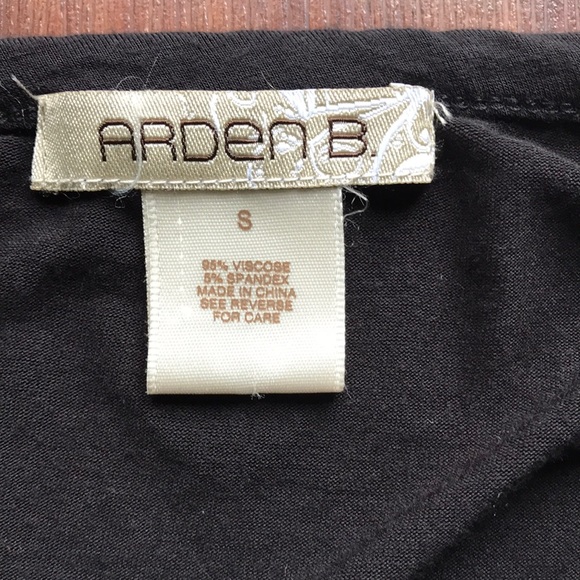 ARDen B.
S
95% VISCOSE
5% SPANDEX
MADE IN CHINA
SEE REVERSE
FOR CARE